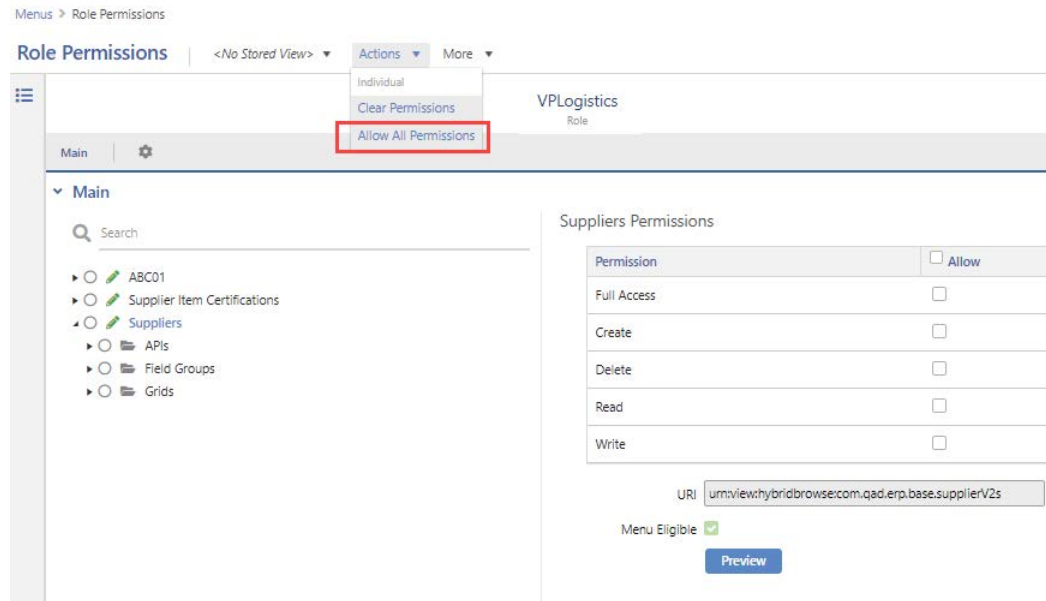 Menus > Role Permissions
Role Permissions <No Stored View> Actions More
Individual
Clear Permissions
Allow All Permissions
VPLogistics
Role
Main
Main
Search
ABC01
Supplier Item Certifications
Suppliers
APIs
Field Groups
Grids
Suppliers Permissions
Permission Allow
Full Access
Create
Delete
Read
Write
URI urn:view:hybridbrowse:com.qad.erp.base.supplierV2s
Menu Eligible
Preview